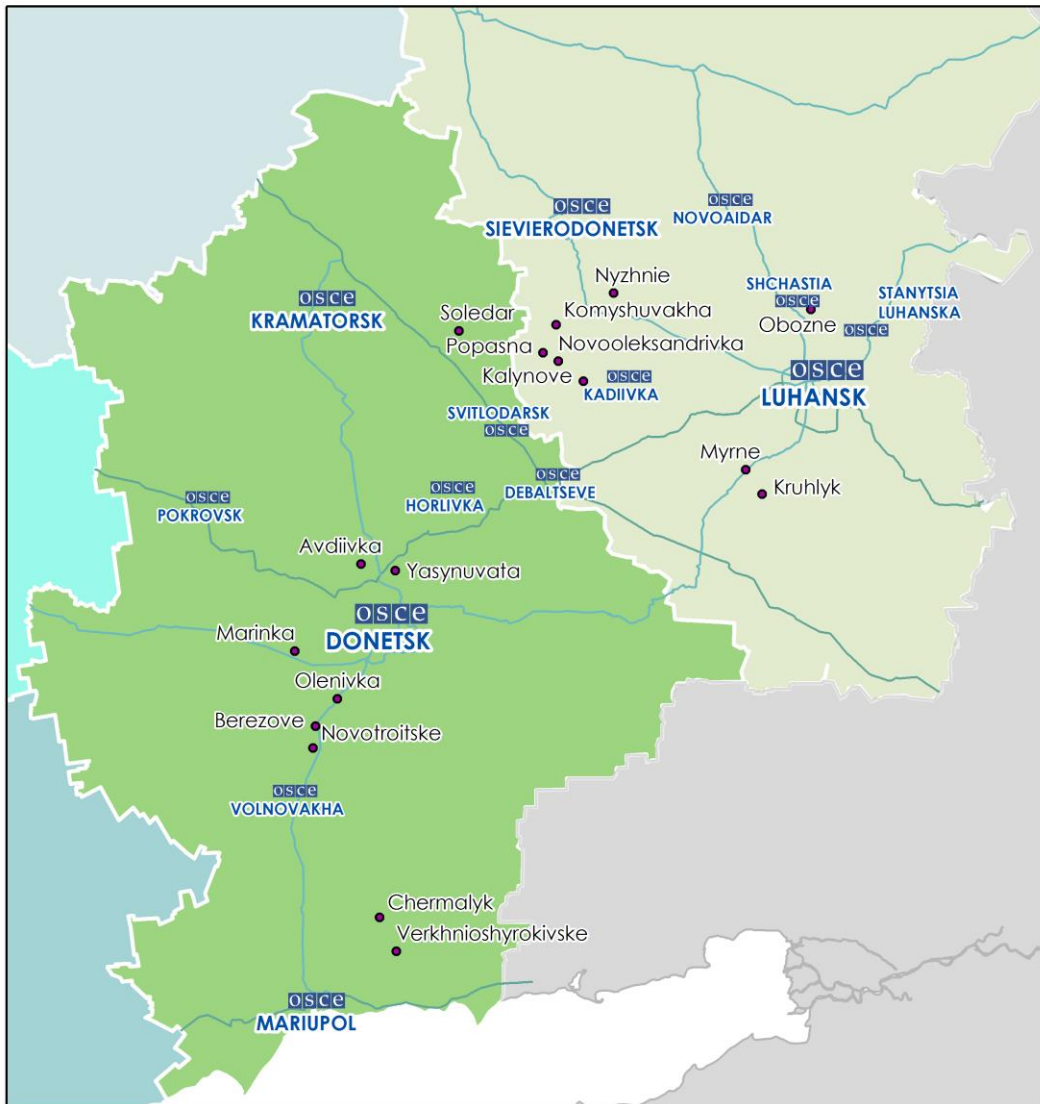 osce
SIEVIERODONETSK
osce
NOVOAIDAR
Nyzhnie
SHCHASTIA
osce
Obozne
STANYTSIA
LUHANSKA
osce
osce
KRAMATORSK
Soledar
Komyshuvakha
Popasna
Novooleksandrivka
Kalynove
osce
KADIIVKA
osce
LUHANSK
SVITLODARSK
osce
Myrne
Kruhlyk
osce
DEBALTSEVE
osce
HORLIVKA
osce
POKROVSK
Avdiivka
Yasynuvata
osce
DONETSK
Marinka
Olenivka
Berezove
Novotroitske
osce
VOLNOVAKHA
Chermalyk
Verkhnioshyrokivske
osce
MARIUPOL